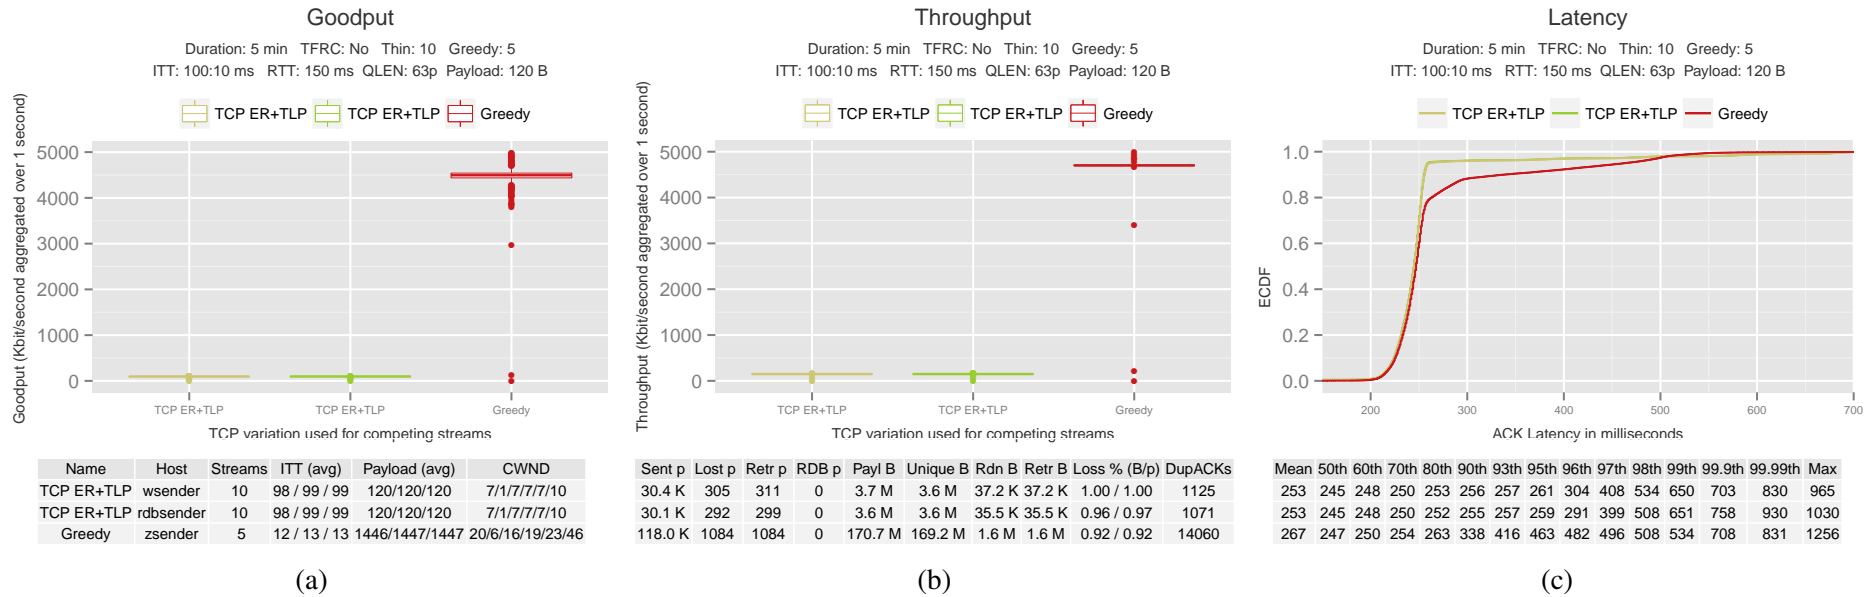 Goodput
Duration: 5 min TFRC: No Thin: 10 Greedy: 5
ITT: 100:10 ms RTT: 150 ms QLEN: 63p Payload: 120 B
TCP ER+TLP TCP ER+TLP Greedy
Goodput (Kbit/second aggregated over 1 second)
5000
4000
3000
2000
1000
0
TCP ER+TLP TCP ER+TLP Greedy
TCP variation used for competing streams
Name Host Streams ITT (avg) Payload (avg) CWND
TCP ER+TLP wsender 10 98 / 99 / 99 120/120/120 7/1/7/7/7/10
TCP ER+TLP rdbsender 10 98 / 99 / 99 120/120/120 7/1/7/7/7/10
Greedy zsender 5 12 / 13 / 13 1446/1447/1447 20/6/16/19/23/46
(a)
Throughput
Duration: 5 min TFRC: No Thin: 10 Greedy: 5
ITT: 100:10 ms RTT: 150 ms QLEN: 63p Payload: 120 B
TCP ER+TLP TCP ER+TLP Greedy
Throughput (Kbit/second aggregated over 1 second)
5000
4000
3000
2000
1000
0
TCP ER+TLP TCP ER+TLP Greedy
TCP variation used for competing streams
Sent p Lost p Retr p RDB p Payl B Unique B Rdn B Retr B Loss % (B/p) DupACKs
30.4 K 305 311 0 3.7 M 3.6 M 37.2 K 37.2 K 1.00 / 1.00 1125
30.1 K 292 299 0 3.6 M 3.6 M 35.5 K 35.5 K 0.96 / 0.97 1071
118.0 K 1084 1084 0 170.7 M 169.2 M 1.6 M 1.6 M 0.92 / 0.92 14060
(b)
Latency
Duration: 5 min TFRC: No Thin: 10 Greedy: 5
ITT: 100:10 ms RTT: 150 ms QLEN: 63p Payload: 120 B
TCP ER+TLP TCP ER+TLP Greedy
ECDF
1.0
0.8
0.6
0.4
0.2
0.0
200 300 400 500 600 700
ACK Latency in milliseconds
Mean 50th 60th 70th 80th 90th 93th 95th 96th 97th 98th 99th 99.9th 99.99th Max
253 245 248 250 253 256 257 261 304 408 534 650 703 830 965
253 245 248 250 252 255 257 259 291 399 508 651 758 930 1030
267 247 250 254 263 338 416 463 482 496 508 534 708 831 1256
(c)